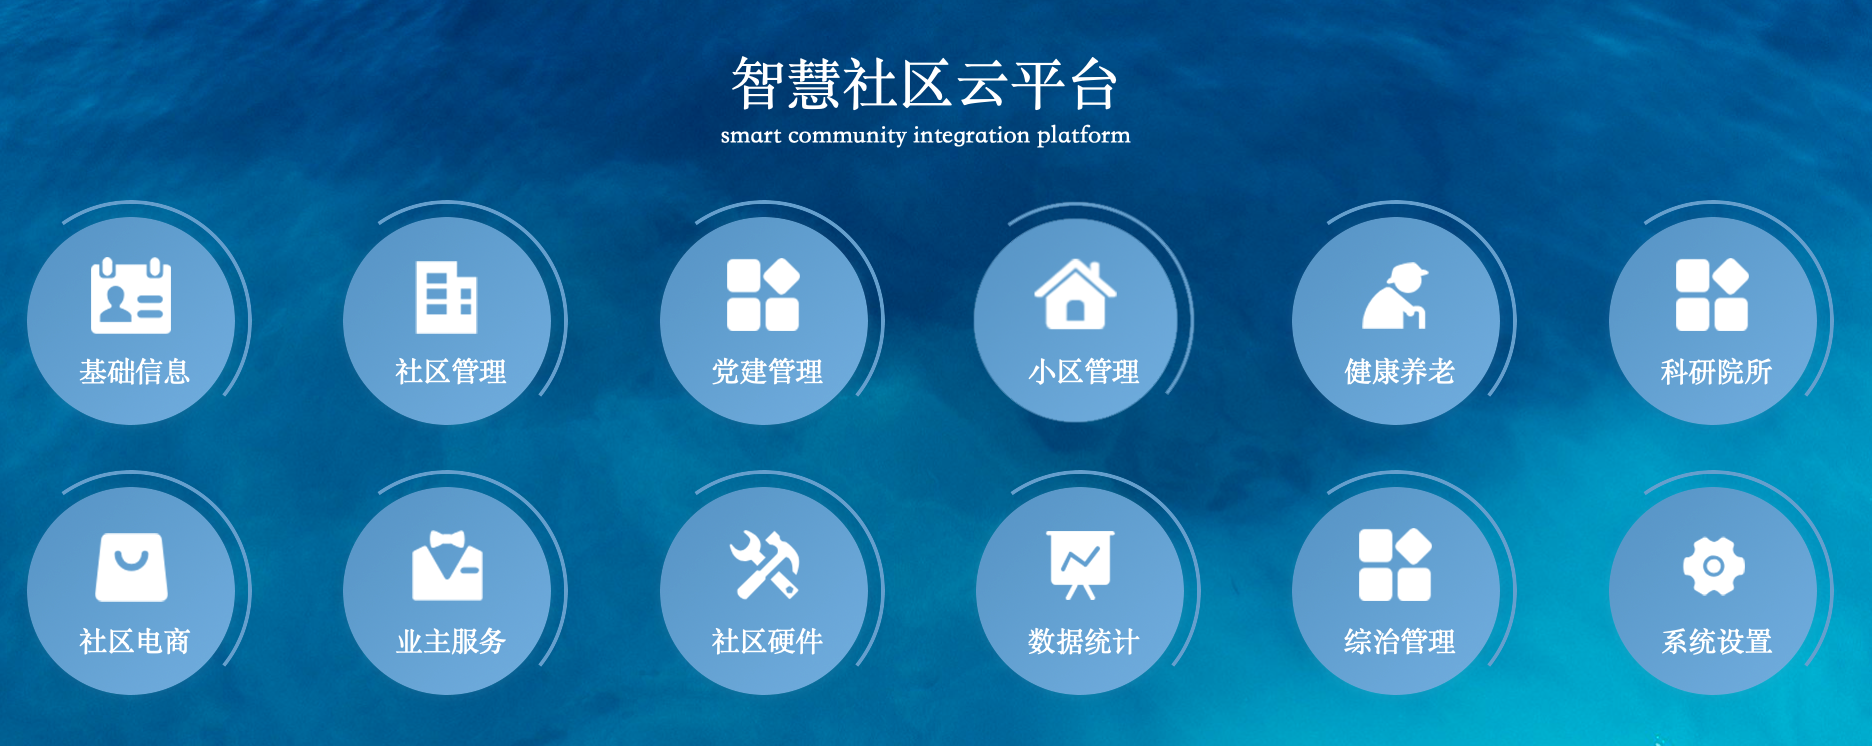 智慧社区云平台
smart community integration platform
基础信息
社区管理
党建管理
小区管理
健康养老
科研院所
社区电商
业主服务
社区硬件
数据统计
综治管理
系统设置